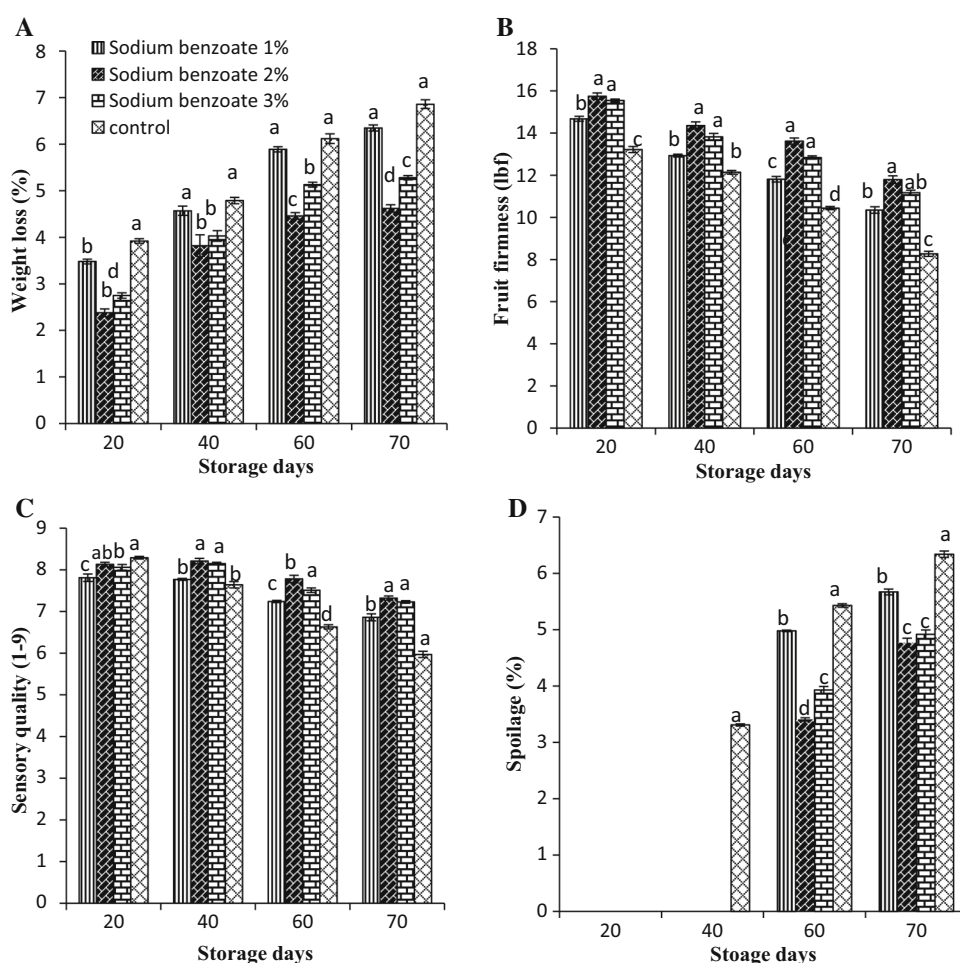 A
Sodium benzoate 1%
Sodium benzoate 2%
Sodium benzoate 3%
control
Weight loss (%)
8
7
6
5
4
3
2
1
0
b
b
d
a
a
b
b
a
a
c
b
a
a
d
c
a
20 40 60 70
Storage days
B
Fruit firmness (lbf)
18
16
14
12
10
8
6
4
2
0
b
a
a
c
b
a
a
b
c
a
a
d
b
a
ab
c
20 40 60 70
Storage days
C
Sensory quality (1-9)
9
8
7
6
5
4
3
2
1
0
c
ab
b
a
b
a
a
b
c
b
a
d
b
a
a
a
20 40 60 70
Storage days
D
Spoilage (%)
7
6
5
4
3
2
1
0
a
b
d
c
a
b
c
c
a
20 40 60 70
Stoage days